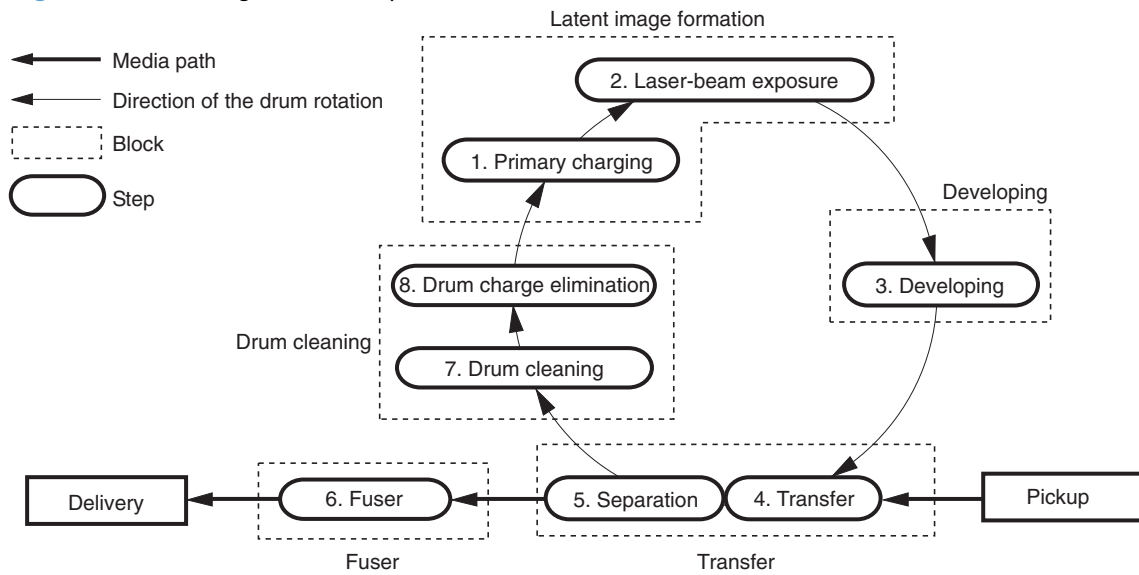 Latent image formation
Media path
Direction of the drum rotation
Block
Step
2. Laser-beam exposure
1. Primary charging
Developing
3. Developing
8. Drum charge elimination
Drum cleaning
7. Drum cleaning
Delivery
6. Fuser
5. Separation
4. Transfer
Pickup
Fuser
Transfer